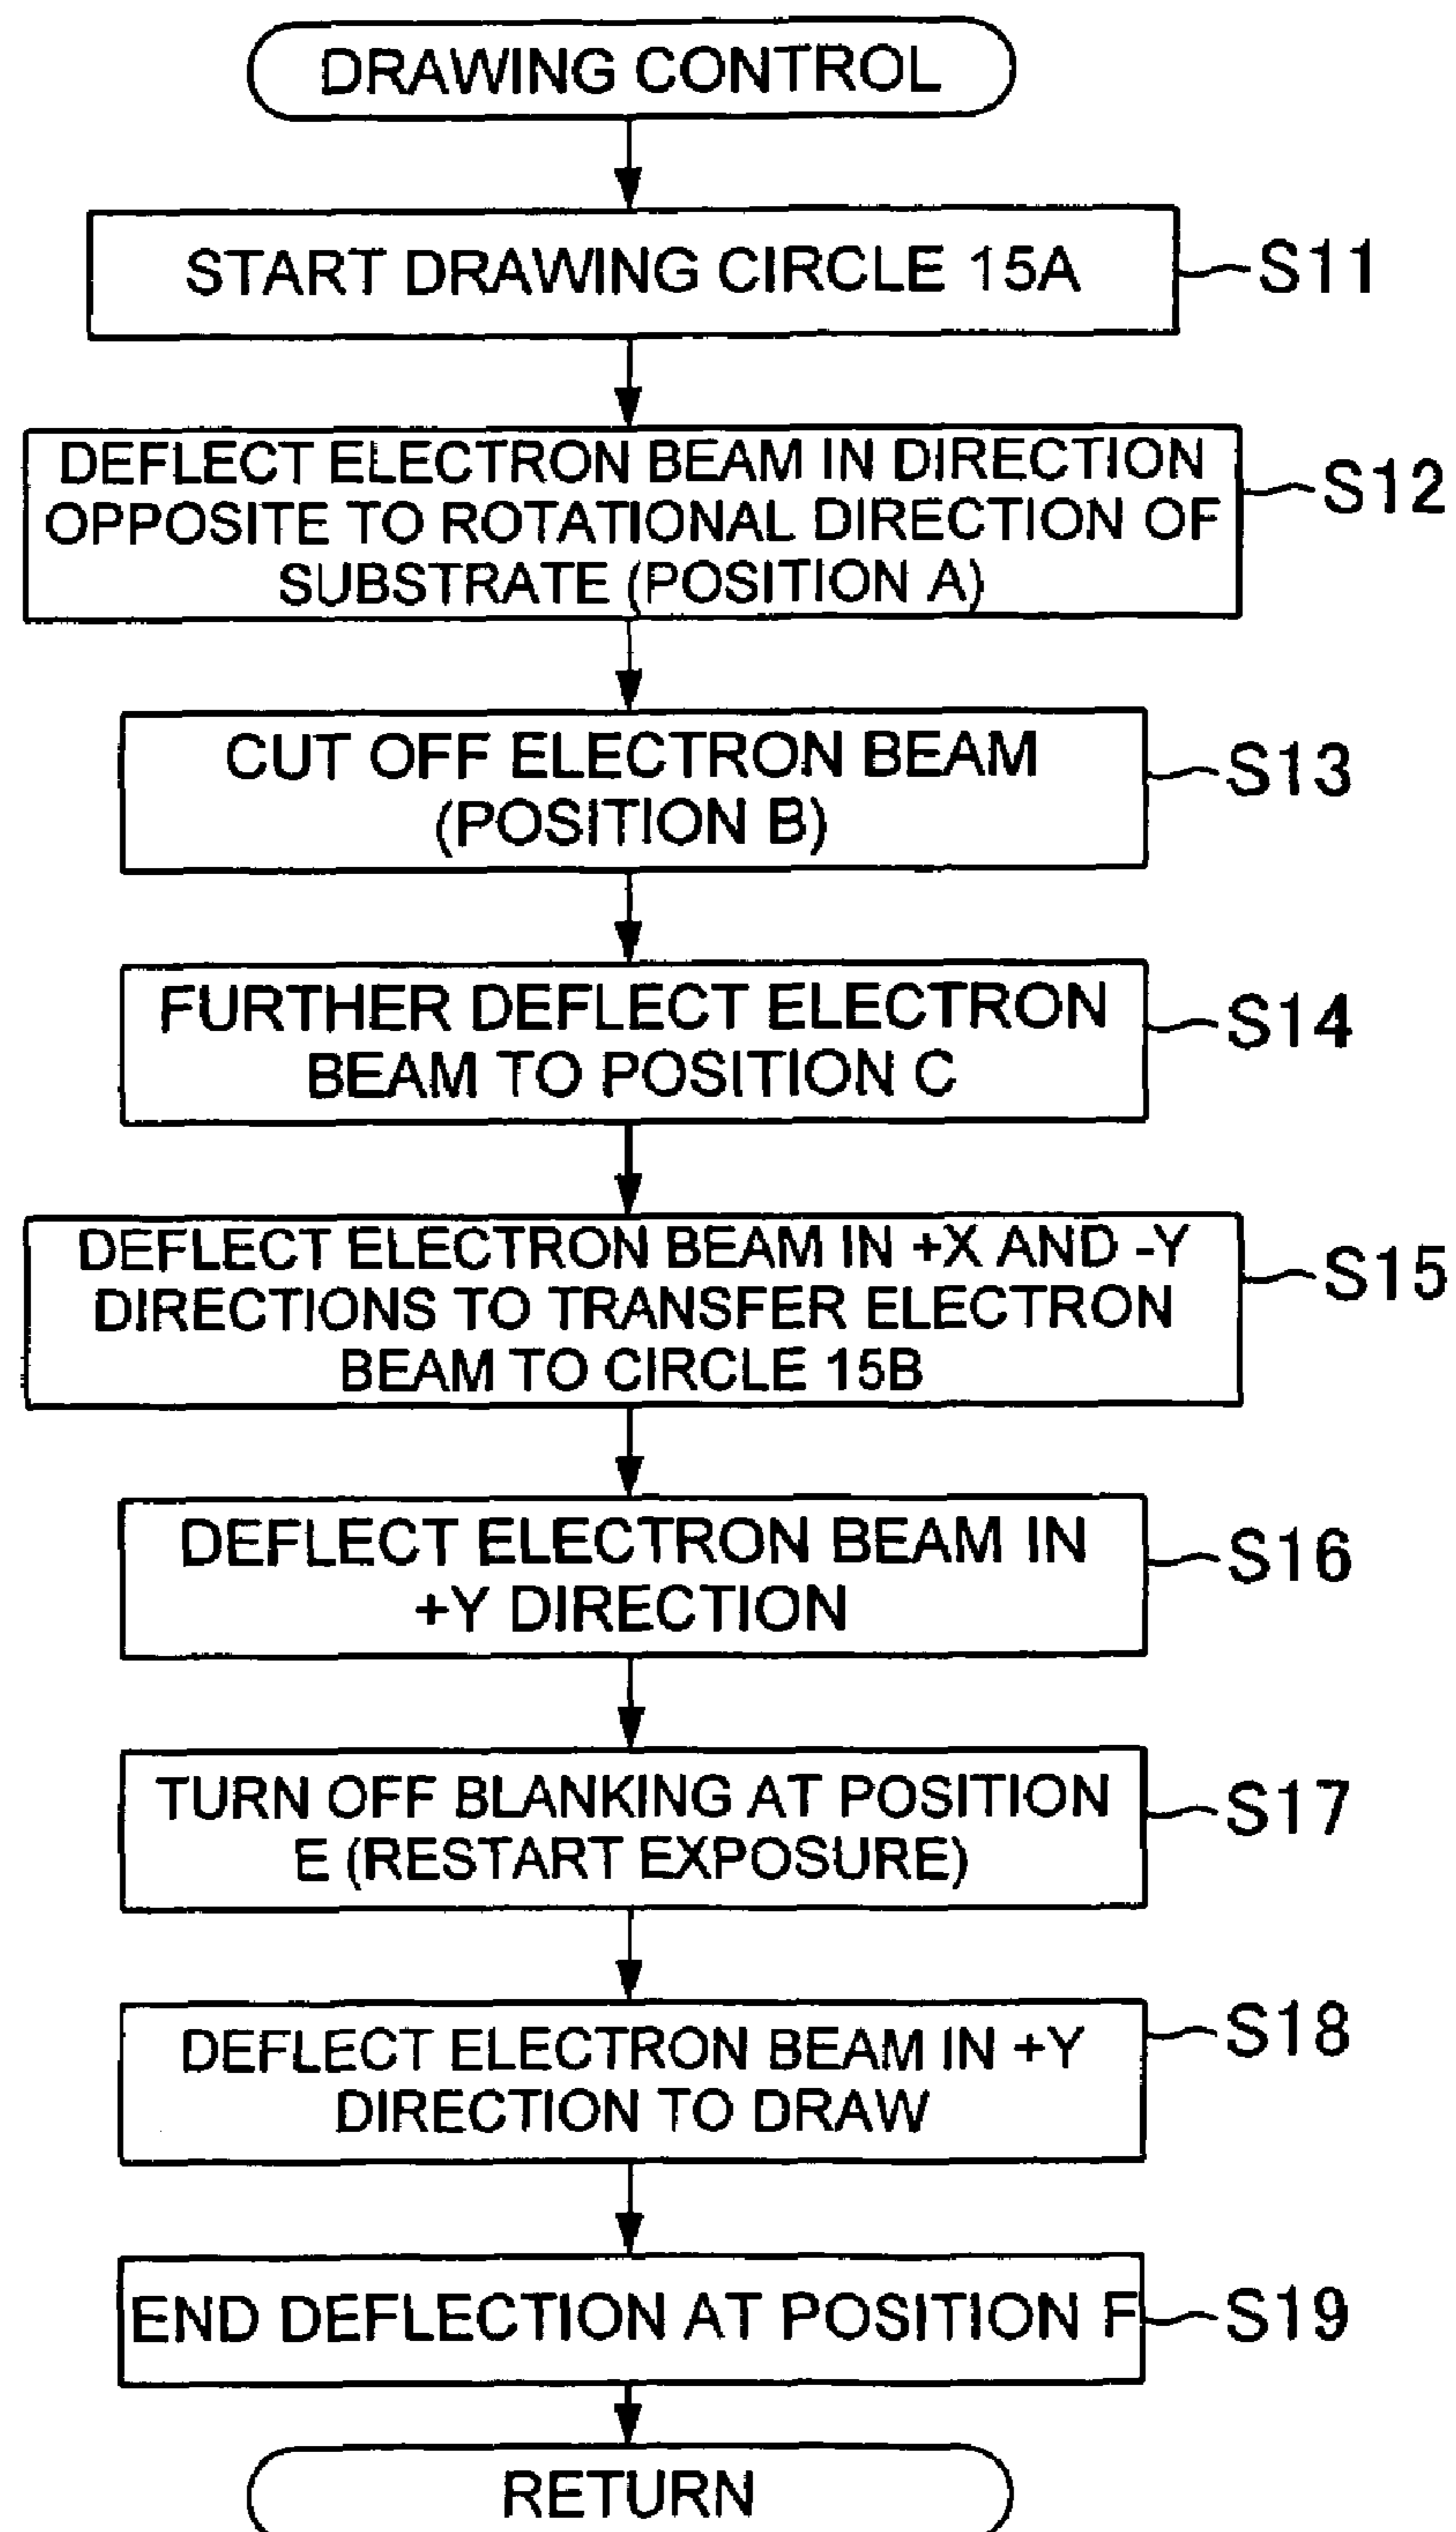 DRAWING CONTROL
START DRAWING CIRCLE 15A
S11
DEFLECT ELECTRON BEAM IN DIRECTION
OPPOSITE TO ROTATIONAL DIRECTION OF
SUBSTRATE (POSITION A)
S12
CUT OFF ELECTRON BEAM
(POSITION B)
S13
FURTHER DEFLECT ELECTRON
BEAM TO POSITION C
S14
DEFLECT ELECTRON BEAM IN +X AND -Y
DIRECTIONS TO TRANSFER ELECTRON
BEAM TO CIRCLE 15B
S15
DEFLECT ELECTRON BEAM IN
+Y DIRECTION
S16
TURN OFF BLANKING AT POSITION
E (RESTART EXPOSURE)
S17
DEFLECT ELECTRON BEAM IN +Y
DIRECTION TO DRAW
S18
END DEFLECTION AT POSITION F
S19
RETURN